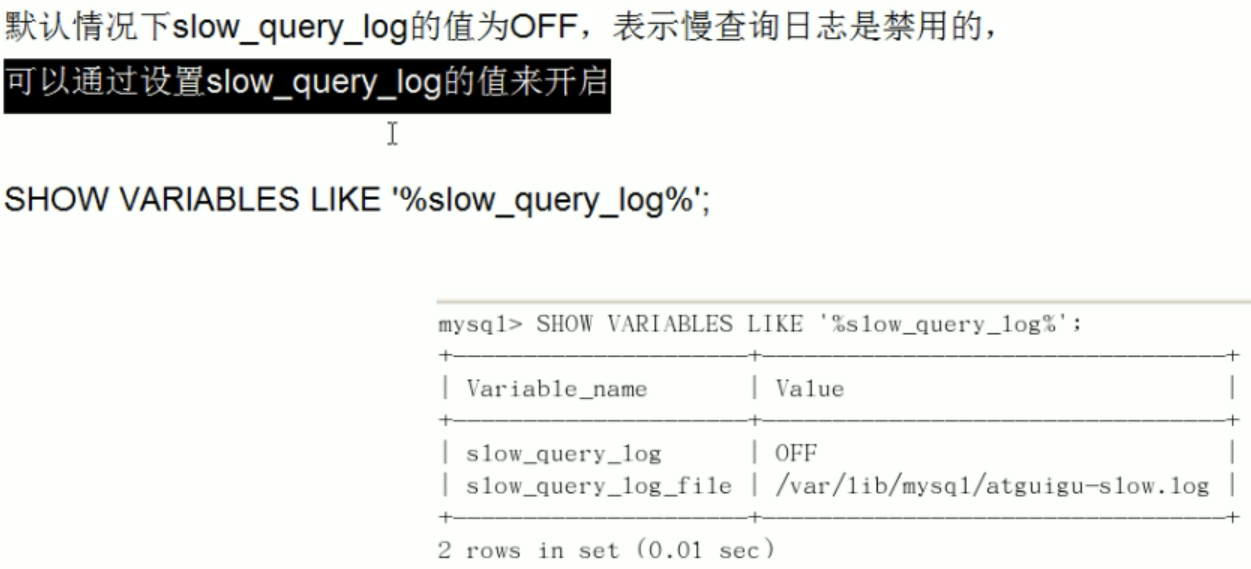 默认情况下slow_query_log的值为OFF，表示慢查询日志是禁用的，
可以通过设置slow_query_log的值来开启
SHOW VARIABLES LIKE '%slow_query_log%';
mysql> SHOW VARIABLES LIKE '%slow_query_log%';
+---------------------+----------------------------------+
| Variable_name | Value |
+---------------------+----------------------------------+
| slow_query_log | OFF |
| slow_query_log_file | /var/lib/mysql/atguigu-slow.log |
+---------------------+----------------------------------+
2 rows in set (0.01 sec)